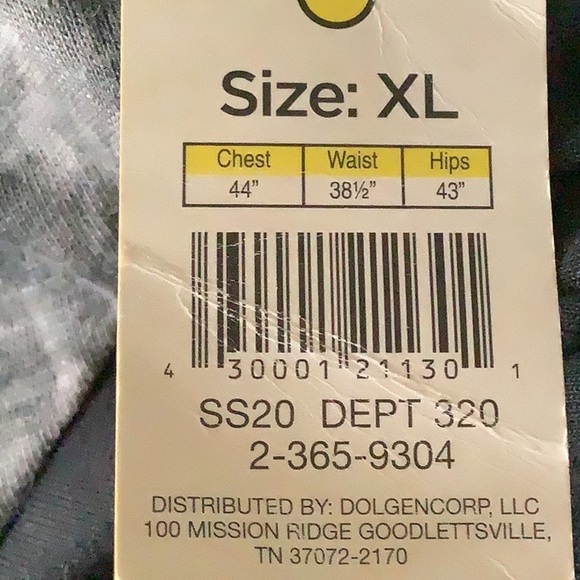 Size: XL
Chest Waist Hips
44" 38½" 43"
4 30001 21130 1
SS20 DEPT 320
2-365-9304
DISTRIBUTED BY: DOLGENCORP, LLC
100 MISSION RIDGE GOODLETTSVILLE,
TN 37072-2170